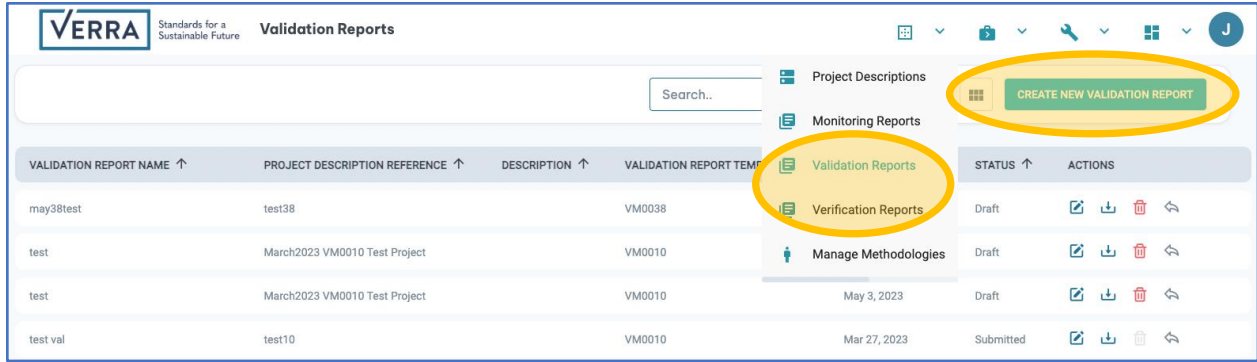 VERRA
Standards for a
Sustainable Future
Validation Reports
J
Search..
Project Descriptions
Monitoring Reports
Validation Reports
Verification Reports
Manage Methodologies
CREATE NEW VALIDATION REPORT
VALIDATION REPORT NAME ↑ PROJECT DESCRIPTION REFERENCE ↑ DESCRIPTION ↑ VALIDATION REPORT STATUS ↑ ACTIONS
may38test test38 VM0038 Draft
test March2023 VM0010 Test Project VM0010 Draft
test March2023 VM0010 Test Project VM0010 May 3, 2023 Draft
test val test10 VM0010 Mar 27, 2023 Submitted